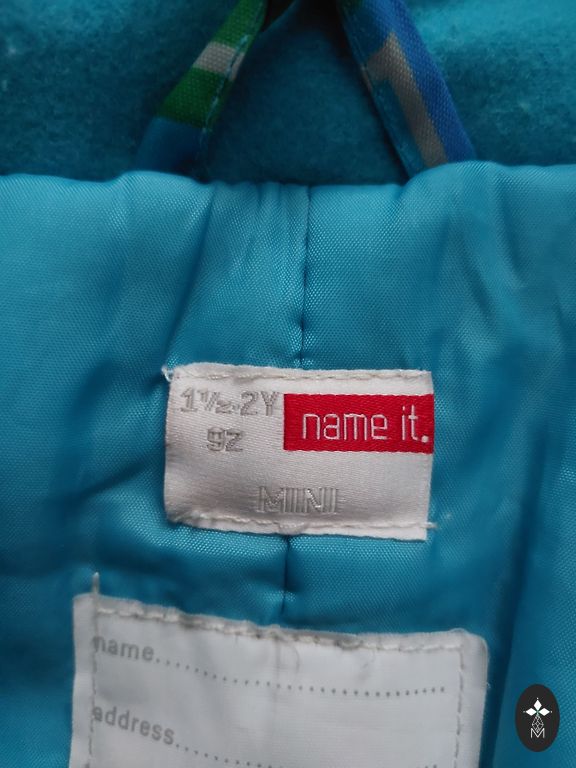 1½-2Y
92
name it.
MINI
name..........................................
address.......................................
M